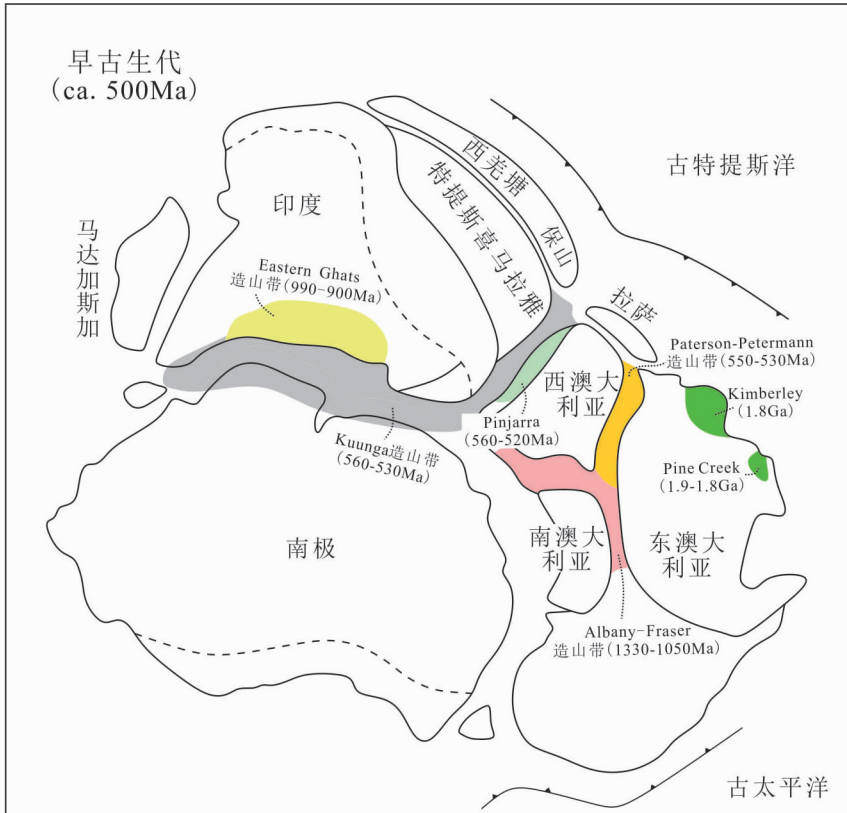 早古生代
(ca. 500Ma)
古特提斯洋
西羌塘
保山
特提斯喜马拉雅
印度
马达加斯加
Eastern Ghats
造山带(990-900Ma)
拉萨
Paterson-Petermann
造山带(550-530Ma)
西澳大
利亚
Kimberley
(1.8Ga)
Pinjarra
(560-520Ma)
Kuunga造山带
(560-530Ma)
Pine Creek
(1.9-1.8Ga)
南极
南澳大
利亚
东澳大
利亚
Albany-Fraser
造山带(1330-1050Ma)
古太平洋